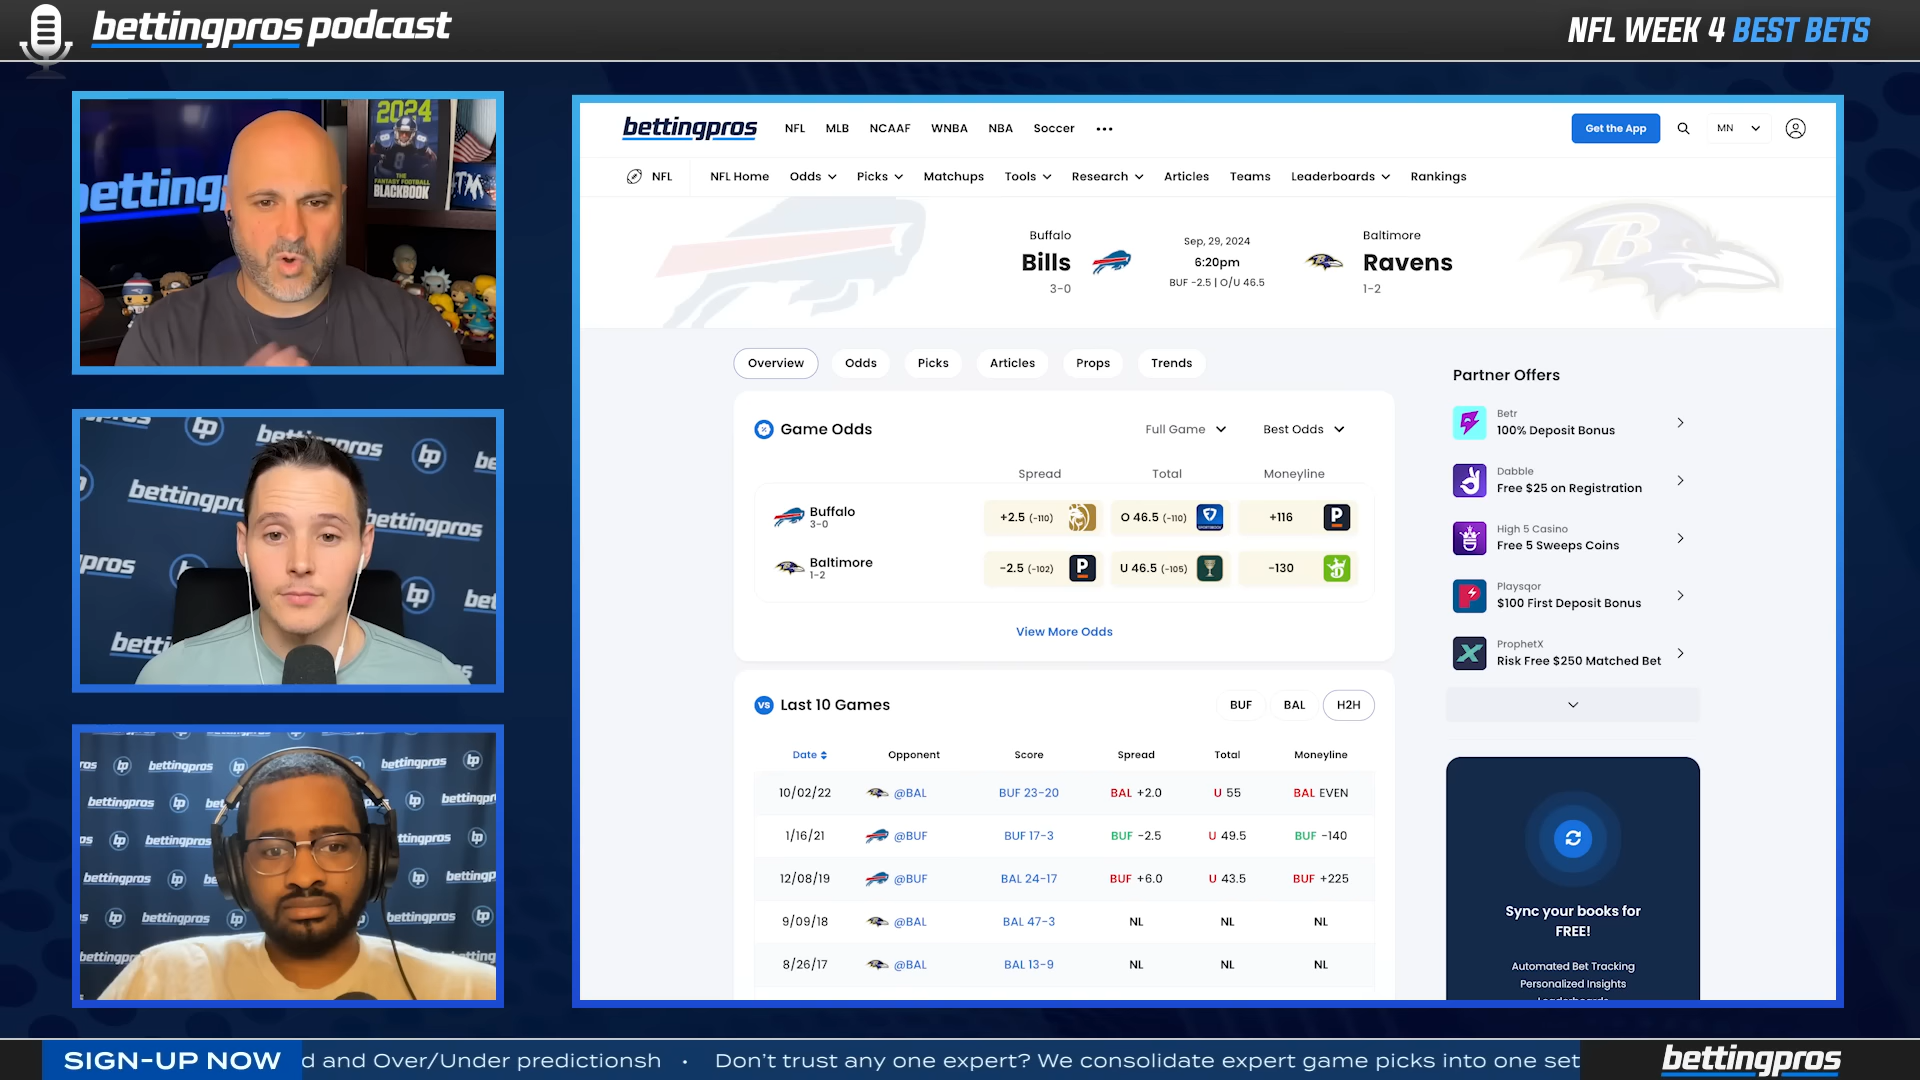 bettingpros podcast
NFL WEEK 4 BEST BETS
2024
THE
FANTASY FOOTBALL
BLACKBOOK
betting
bettingpros
NFL MLB NCAAF WNBA NBA Soccer
Get the App
MN
NFL
NFL Home Odds Picks Matchups Tools Research Articles Teams Leaderboards Rankings
Buffalo
Bills
3-0
Sep, 29, 2024
6:20pm
BUF -2.5 | O/U 46.5
Baltimore
Ravens
1-2
Overview Odds Picks Articles Props Trends
Game Odds
Full Game Best Odds
Spread Total Moneyline
Buffalo
3-0
+2.5 (-110) O 46.5 (-110) +116
Baltimore
1-2
-2.5 (-102) U 46.5 (-105) -130
View More Odds
VS Last 10 Games
BUF BAL H2H
Date Opponent Score Spread Total Moneyline
10/02/22 @BAL BUF 23-20 BAL +2.0 U 55 BAL EVEN
1/16/21 @BUF BUF 17-3 BUF -2.5 U 49.5 BUF -140
12/08/19 @BUF BAL 24-17 BUF +6.0 U 43.5 BUF +225
9/09/18 @BAL BAL 47-3 NL NL NL
8/26/17 @BAL BAL 13-9 NL NL NL
Partner Offers
Betr
100% Deposit Bonus
Dabble
Free $25 on Registration
High 5 Casino
Free 5 Sweeps Coins
Playsqor
$100 First Deposit Bonus
ProphetX
Risk Free $250 Matched Bet
Sync your books for
FREE!
Automated Bet Tracking
Personalized Insights
SIGN-UP NOW
d and Over/Under predictionsh • Don't trust any one expert? We consolidate expert game picks into one set
bettingpros